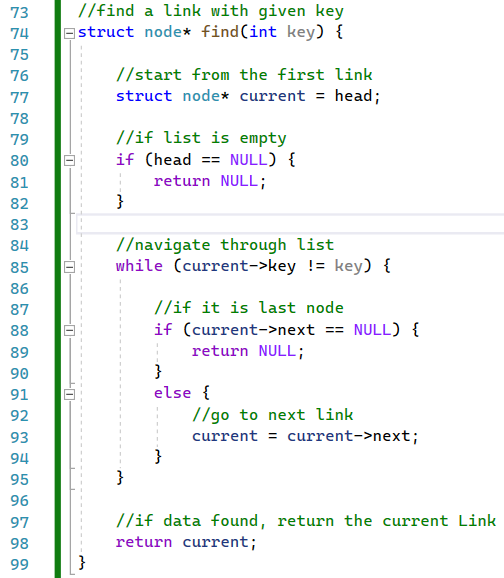 73 //find a link with given key
74 struct node* find(int key) {
75
76 //start from the first link
77 struct node* current = head;
78
79 //if list is empty
80 if (head == NULL) {
81 return NULL;
82 }
83
84 //navigate through list
85 while (current->key != key) {
86
87 //if it is last node
88 if (current->next == NULL) {
89 return NULL;
90 }
91 else {
92 //go to next link
93 current = current->next;
94 }
95 }
96
97 //if data found, return the current Link
98 return current;
99 }